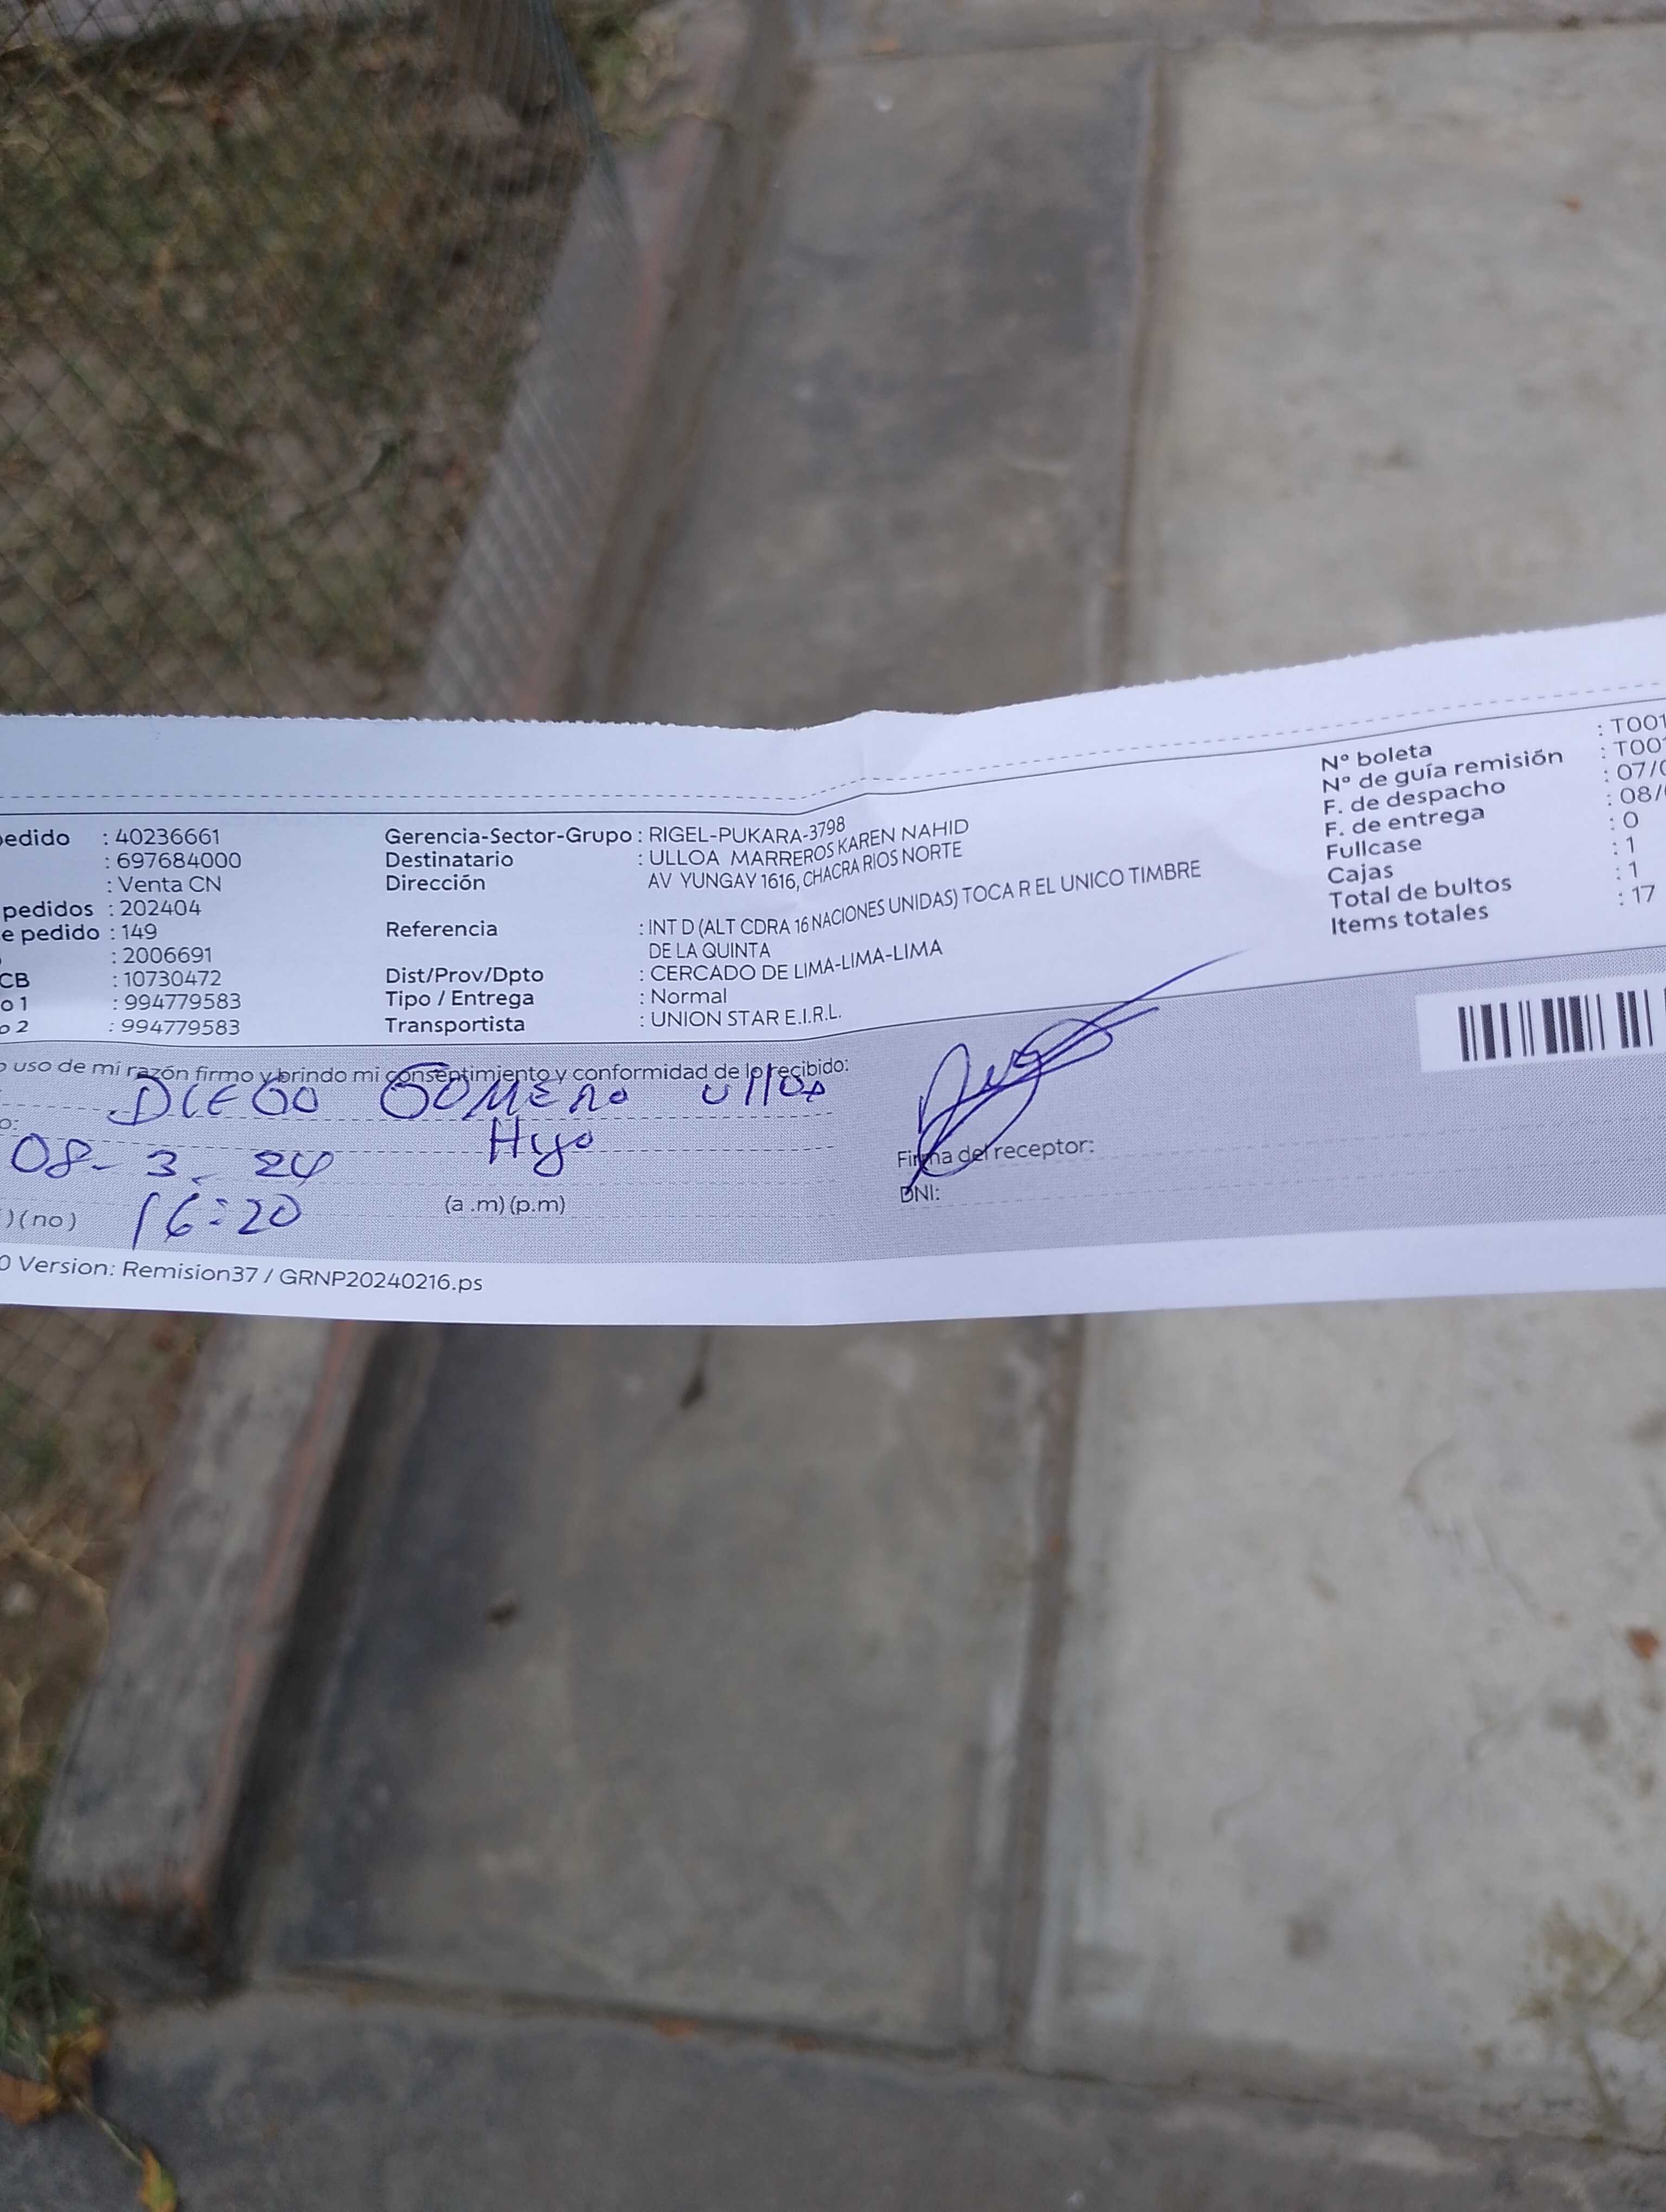 edido : 40236661
: 697684000
: Venta CN
pedidos : 202404
e pedido : 149
: 2006691
CB : 10730472
o 1 : 994779583
o 2 : 994779583
Gerencia-Sector-Grupo : RIGEL-PUKARA-3798
Destinatario : ULLOA MARREROS KAREN NAHID
Dirección AV YUNGAY 1616, CHACRA RIOS NORTE
Referencia : INT D (ALT CDRA 16 NACIONES UNIDAS) TOCA R EL UNICO TIMBRE
DE LA QUINTA
Dist/Prov/Dpto : CERCADO DE LIMA-LIMA-LIMA
Tipo / Entrega : Normal
Transportista : UNION STAR E.I.R.L.
Nº boleta : T001
Nº de guía remisión : T001
F. de despacho : 07/0
F. de entrega : 08/
Fullcase : 0
Cajas : 1
Total de bultos : 1
Items totales : 17
o uso de mi razón firmo y brindo mi consentimiento y conformidad de lo recibido:
DIEGO GOMERO Ulloa
o:
08-3-24 Hijo
)(no) 16:20 (a .m) (p.m)
Firma del receptor:
DNI:
0 Version: Remision37 / GRNP20240216.ps